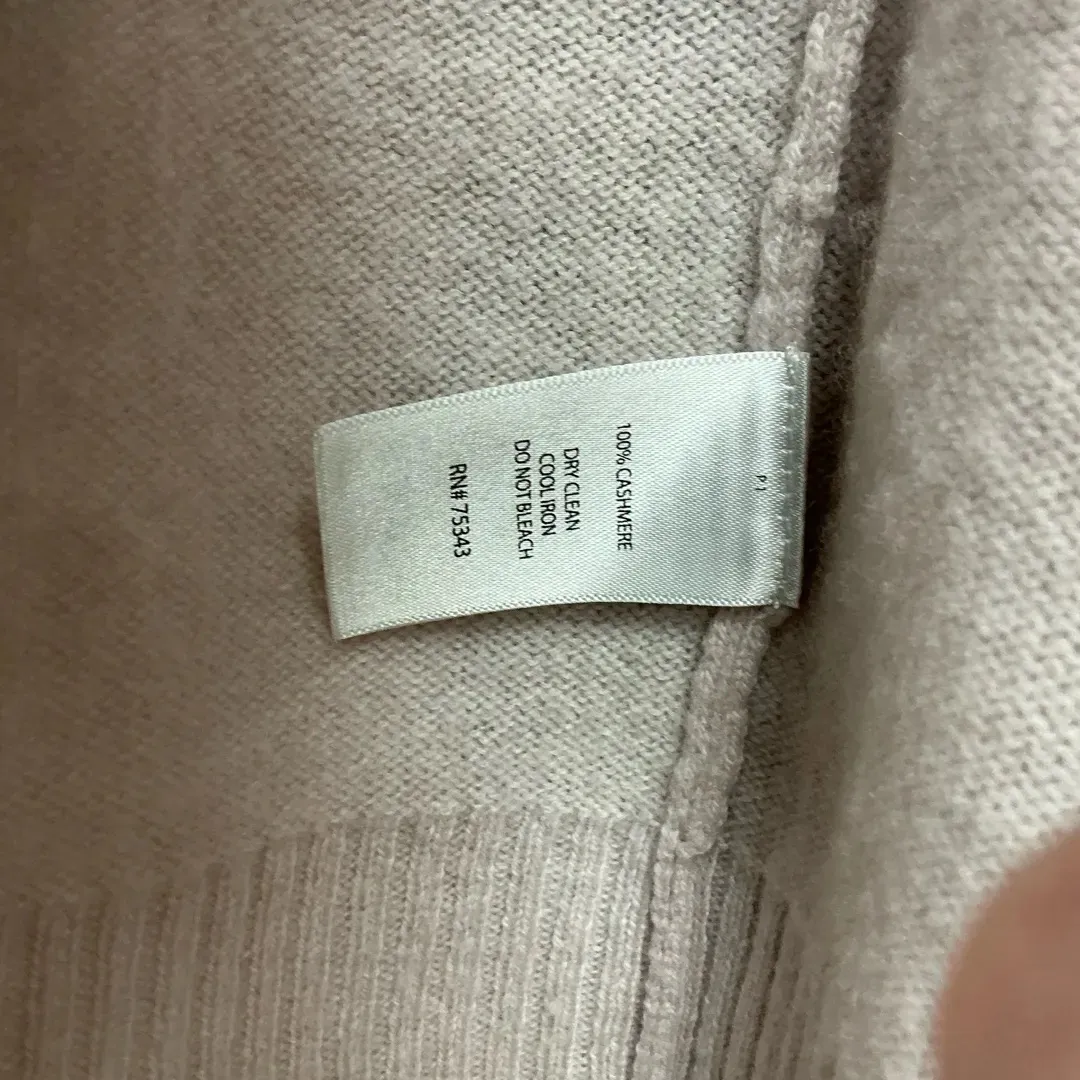 P1
100% CASHMERE
DRY CLEAN
COOL IRON
DO NOT BLEACH
RN# 75343